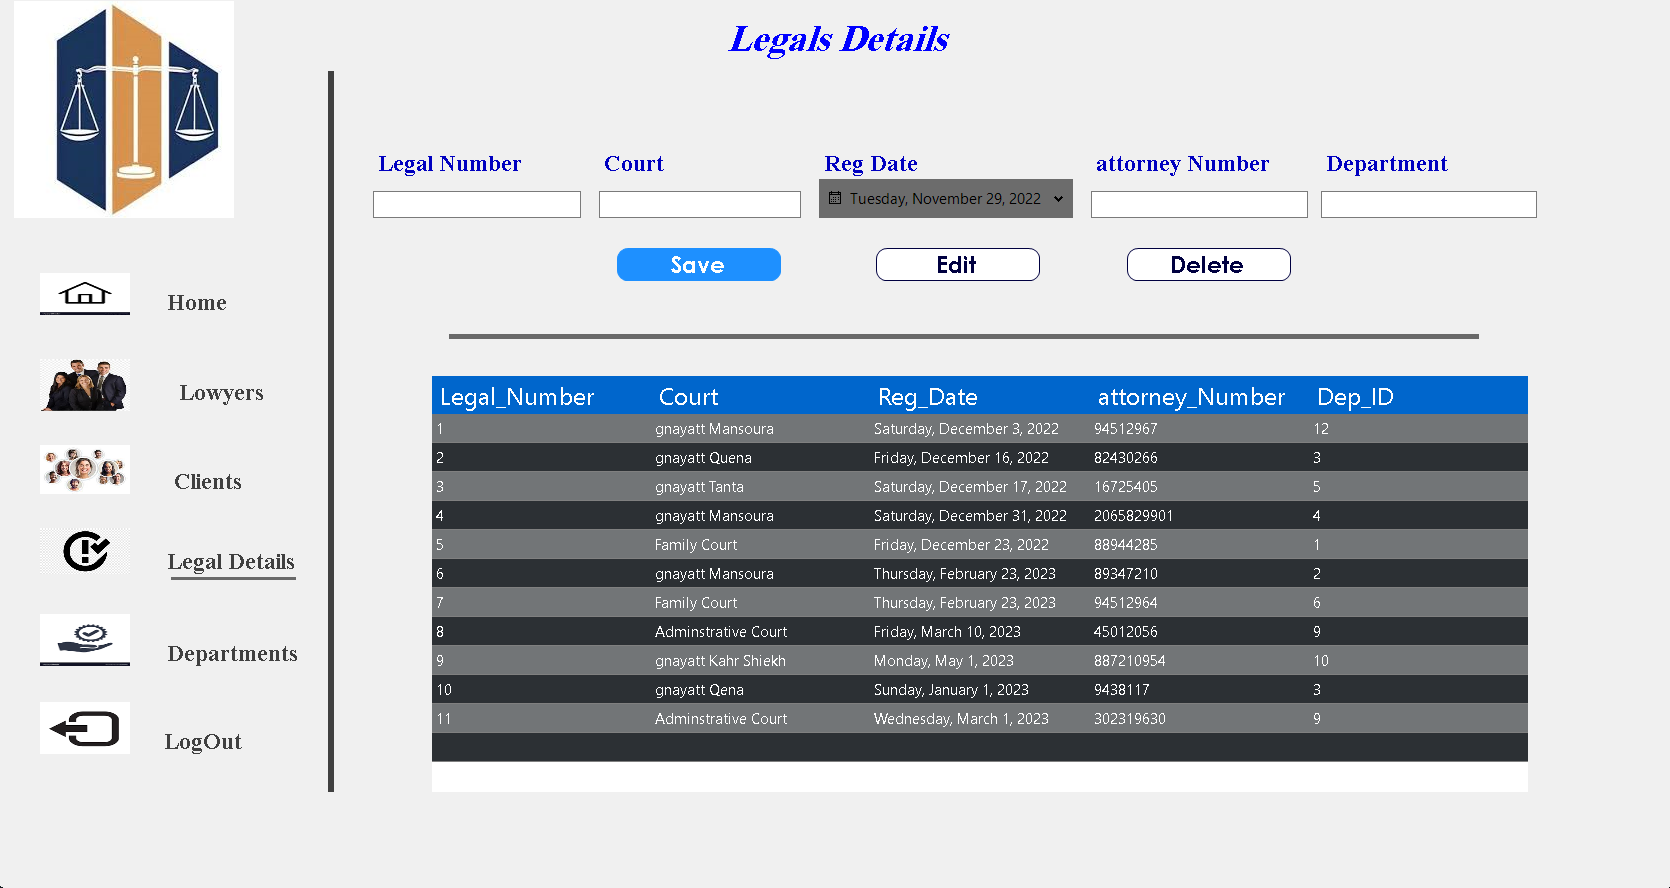 Legals Details
Legal Number Court Reg Date attorney Number Department
Tuesday, November 29, 2022
Save Edit Delete
Home
Lowyers
Clients
Legal Details
Departments
LogOut
Legal_Number Court Reg_Date attorney_Number Dep_ID
1 gnayatt Mansoura Saturday, December 3, 2022 94512967 12
2 gnayatt Quena Friday, December 16, 2022 82430266 3
3 gnayatt Tanta Saturday, December 17, 2022 16725405 5
4 gnayatt Mansoura Saturday, December 31, 2022 2065829901 4
5 Family Court Friday, December 23, 2022 88944285 1
6 gnayatt Mansoura Thursday, February 23, 2023 89347210 2
7 Family Court Thursday, February 23, 2023 94512964 6
8 Adminstrative Court Friday, March 10, 2023 45012056 9
9 gnayatt Kahr Shiekh Monday, May 1, 2023 887210954 10
10 gnayatt Qena Sunday, January 1, 2023 9438117 3
11 Adminstrative Court Wednesday, March 1, 2023 302319630 9